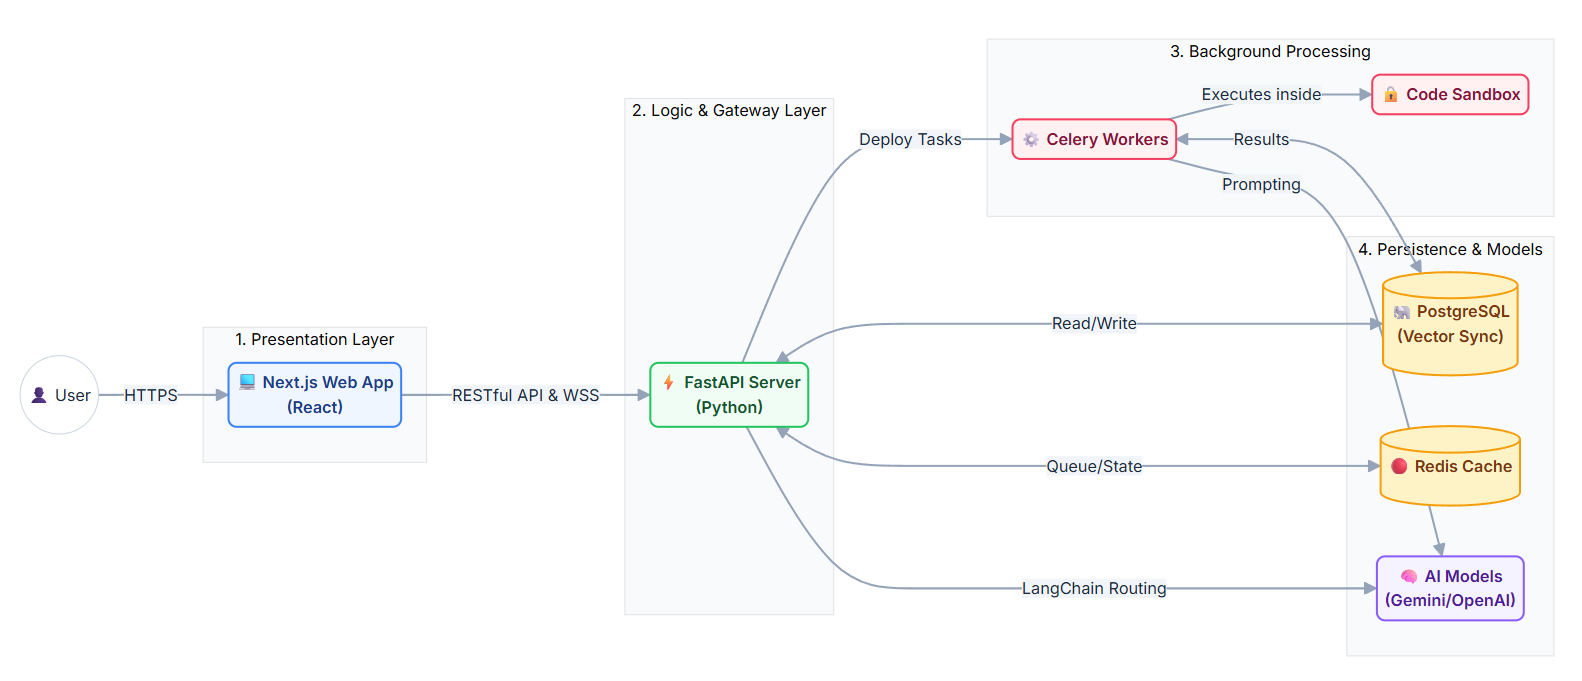 User
HTTPS
1. Presentation Layer
Next.js Web App
(React)
RESTful API & WSS
2. Logic & Gateway Layer
FastAPI Server
(Python)
Deploy Tasks
Read/Write
Queue/State
LangChain Routing
3. Background Processing
Celery Workers
Executes inside
Code Sandbox
Results
Prompting
4. Persistence & Models
PostgreSQL
(Vector Sync)
Redis Cache
AI Models
(Gemini/OpenAI)